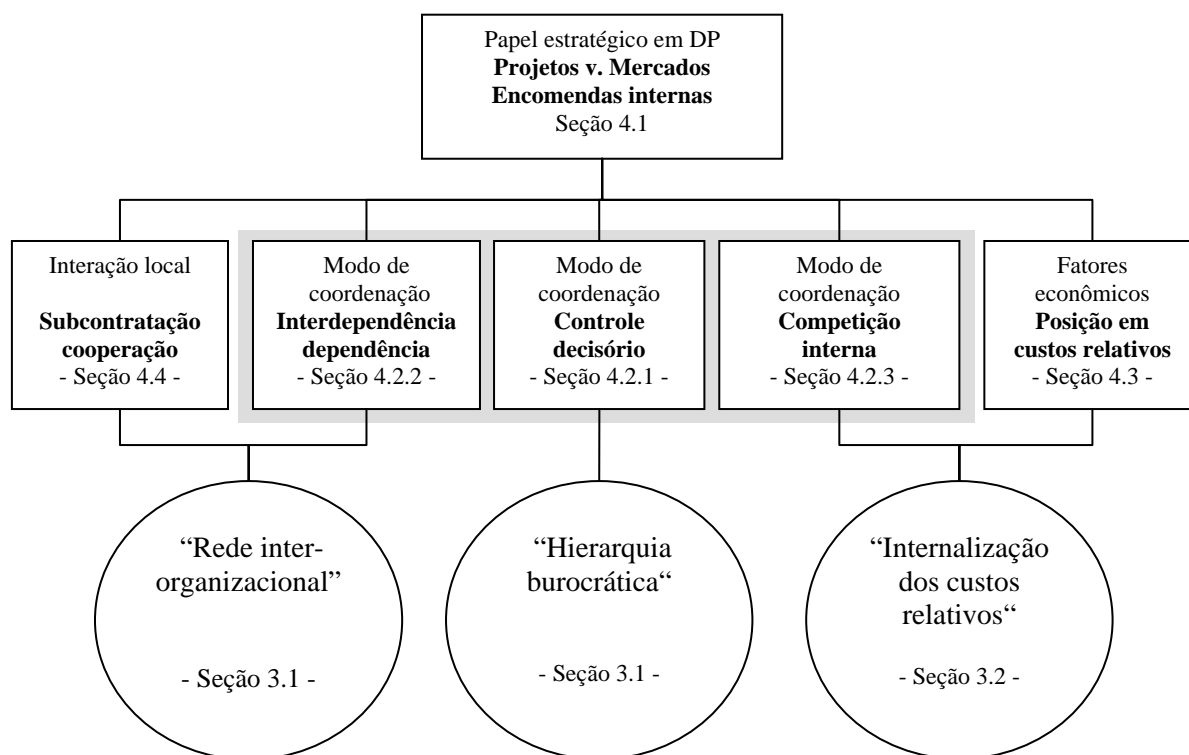 Papel estratégico em DP
Projetos v. Mercados
Encomendas internas
Seção 4.1
Interação local
Subcontratação
cooperação
- Seção 4.4 -
Modo de
coordenação
Interdependência
dependência
- Seção 4.2.2 -
Modo de
coordenação
Controle
decisório
- Seção 4.2.1 -
Modo de
coordenação
Competição
interna
- Seção 4.2.3 -
Fatores
econômicos
Posição em
custos relativos
- Seção 4.3 -
“Rede inter-
organizacional”
- Seção 3.1 -
“Hierarquia
burocrática“
- Seção 3.1 -
“Internalização
dos custos
relativos“
- Seção 3.2 -